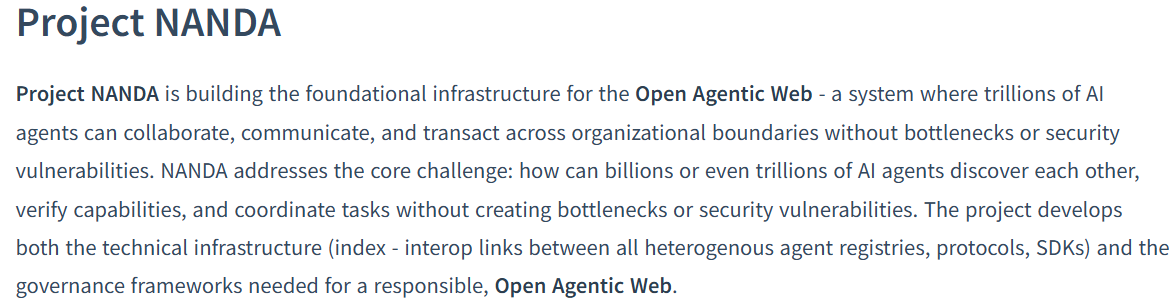 Project NANDA
Project NANDA is building the foundational infrastructure for the Open Agentic Web - a system where trillions of AI
agents can collaborate, communicate, and transact across organizational boundaries without bottlenecks or security
vulnerabilities. NANDA addresses the core challenge: how can billions or even trillions of AI agents discover each other,
verify capabilities, and coordinate tasks without creating bottlenecks or security vulnerabilities. The project develops
both the technical infrastructure (index - interop links between all heterogenous agent registries, protocols, SDKs) and the
governance frameworks needed for a responsible, Open Agentic Web.